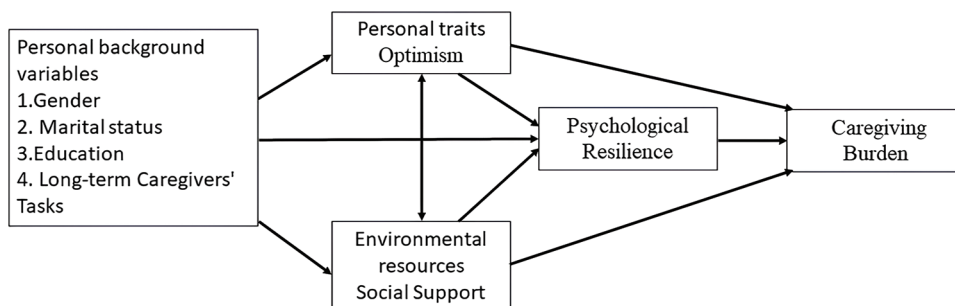 Personal background
variables
1.Gender
2. Marital status
3.Education
4. Long-term Caregivers'
Tasks
Personal traits
Optimism
Psychological
Resilience
Caregiving
Burden
Environmental
resources
Social Support